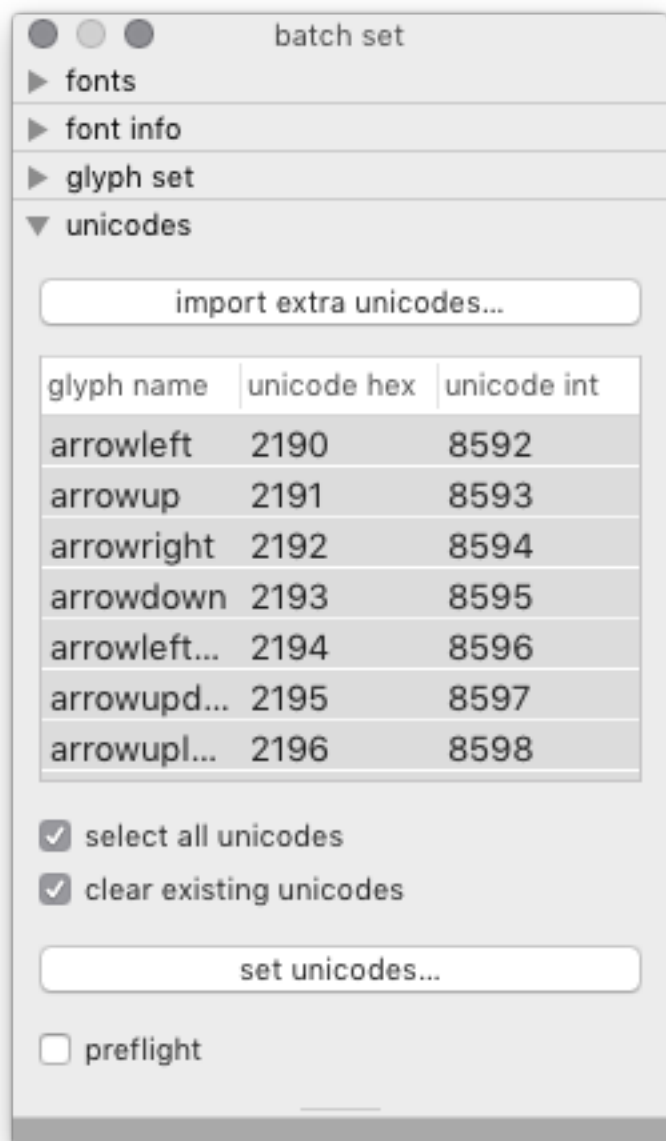 batch set
fonts
font info
glyph set
unicodes
import extra unicodes...
glyph name unicode hex unicode int
arrowleft 2190 8592
arrowup 2191 8593
arrowright 2192 8594
arrowdown 2193 8595
arrowleft... 2194 8596
arrowupd... 2195 8597
arrowupl... 2196 8598
select all unicodes
clear existing unicodes
set unicodes...
preflight